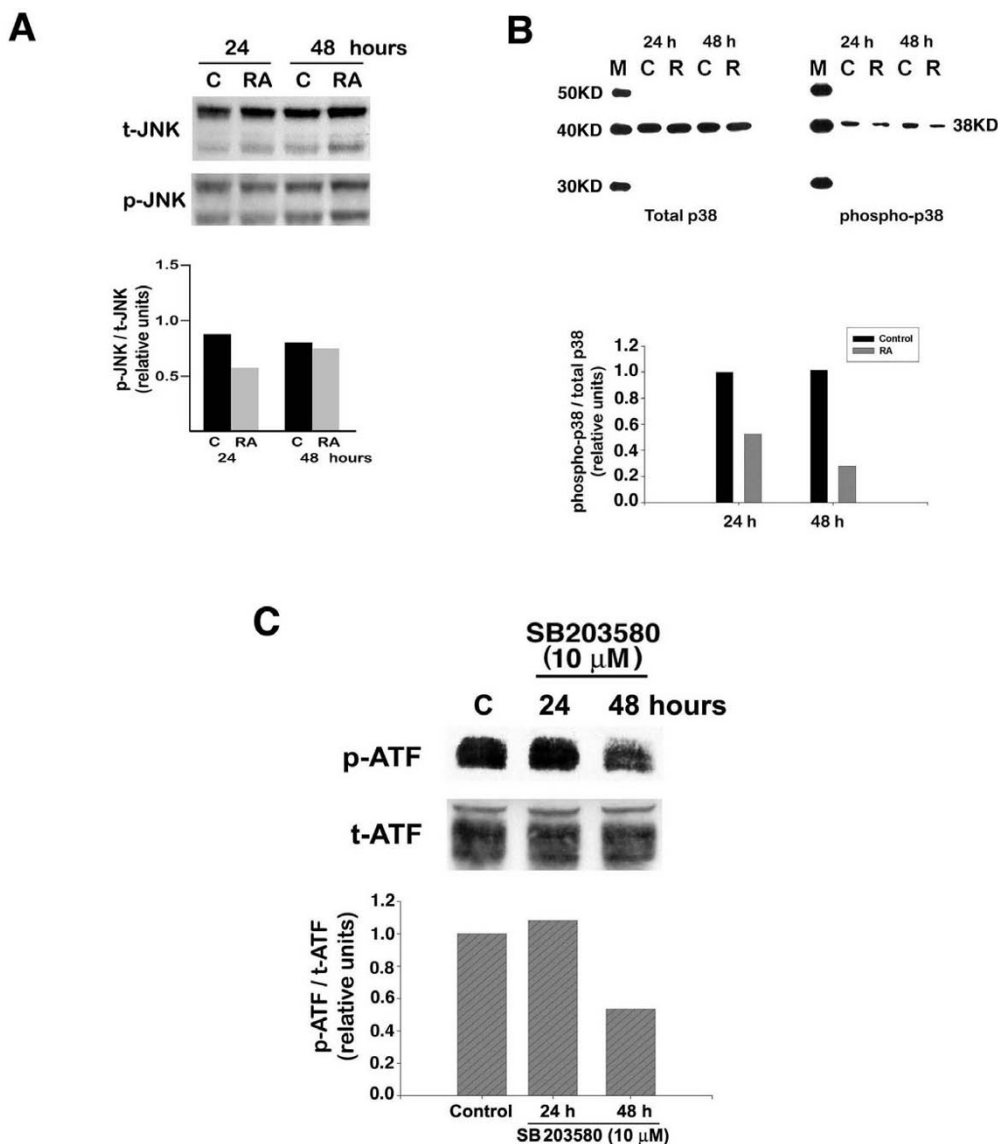 A
24 48 hours
C RA C RA
t-JNK
p-JNK
1.5
1.0
0.5
p-JNK / t-JNK
(relative units)
C RA C RA
24 48 hours
B
24 h 48 h 24 h 48 h
M C R C R M C R C R
50KD
40KD 38KD
30KD
Total p38 phospho-p38
Control
RA
1.2
1.0
0.8
0.6
0.4
0.2
0.0
phospho-p38 / total p38
(relative units)
24 h 48 h
C
SB203580
(10 μM)
C 24 48 hours
p-ATF
t-ATF
1.2
1.0
0.8
0.6
0.4
0.2
0.0
p-ATF / t-ATF
(relative units)
Control 24 h 48 h
SB203580 (10 μM)